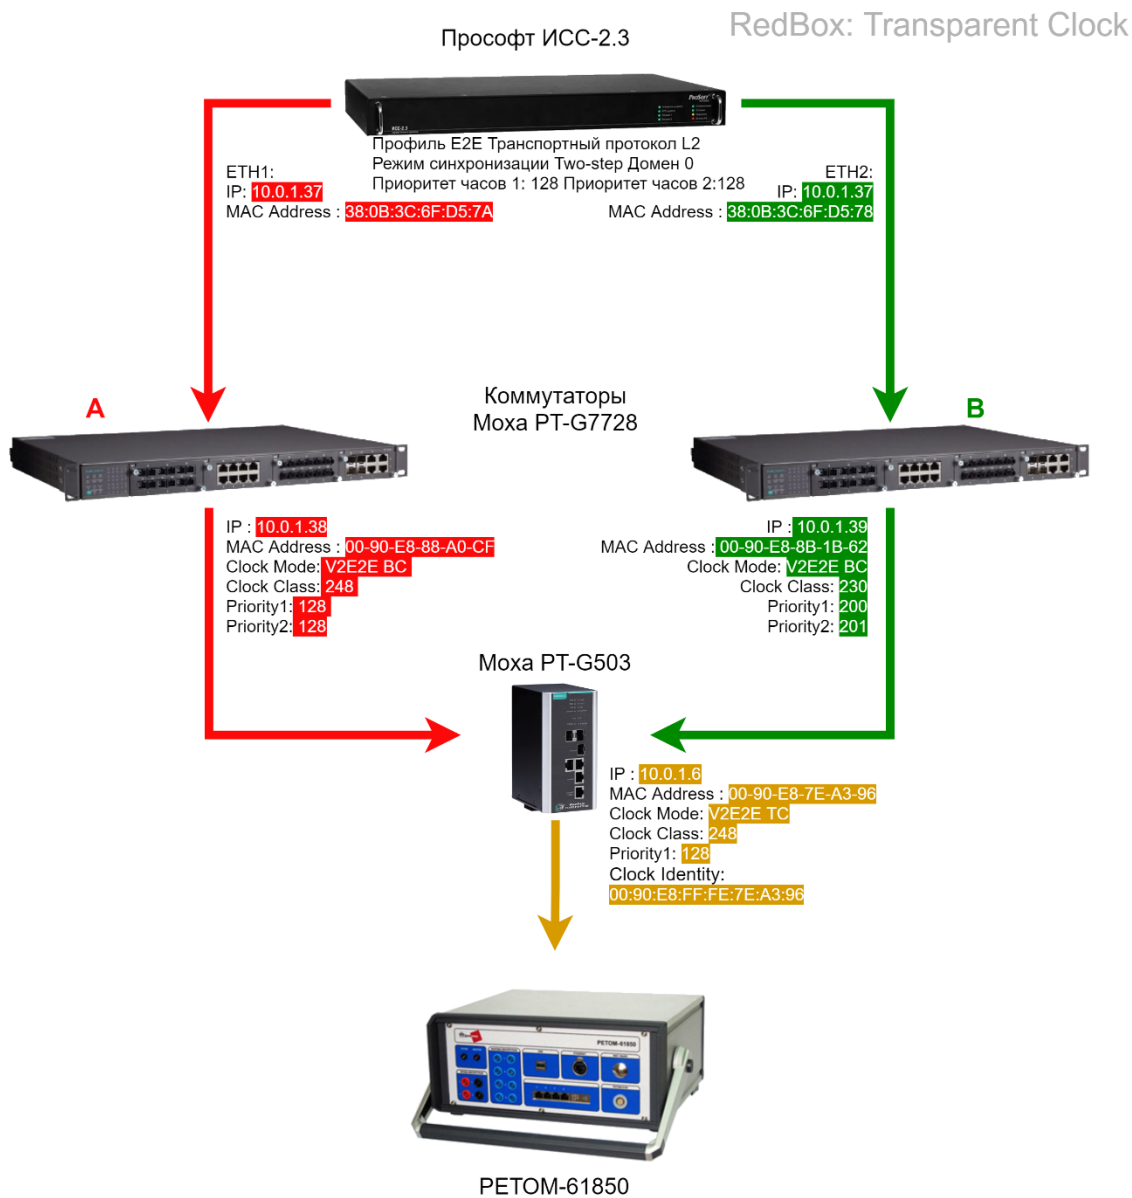 RedBox: Transparent Clock
Прософт ИСС-2.3
ProSoft
ИСС-2.3
Профиль E2E Транспортный протокол L2
Режим синхронизации Two-step Домен 0
Приоритет часов 1: 128 Приоритет часов 2:128
ETH1:
IP: 10.0.1.37
MAC Address : 38:0B:3C:6F:D5:7A
ETH2:
IP: 10.0.1.37
MAC Address : 38:0B:3C:6F:D5:78
A
Коммутаторы
Moxa PT-G7728
B
IP : 10.0.1.38
MAC Address : 00-90-E8-88-A0-CF
Clock Mode: V2E2E BC
Clock Class: 248
Priority1: 128
Priority2: 128
IP : 10.0.1.39
MAC Address : 00-90-E8-8B-1B-62
Clock Mode: V2E2E BC
Clock Class: 230
Priority1: 200
Priority2: 201
Moxa PT-G503
IP : 10.0.1.6
MAC Address : 00-90-E8-7E-A3-96
Clock Mode: V2E2E TC
Clock Class: 248
Priority1: 128
Clock Identity:
00:90:E8:FF:FE:7E:A3:96
РЕТОМ-61850
РЕТОМ-61850